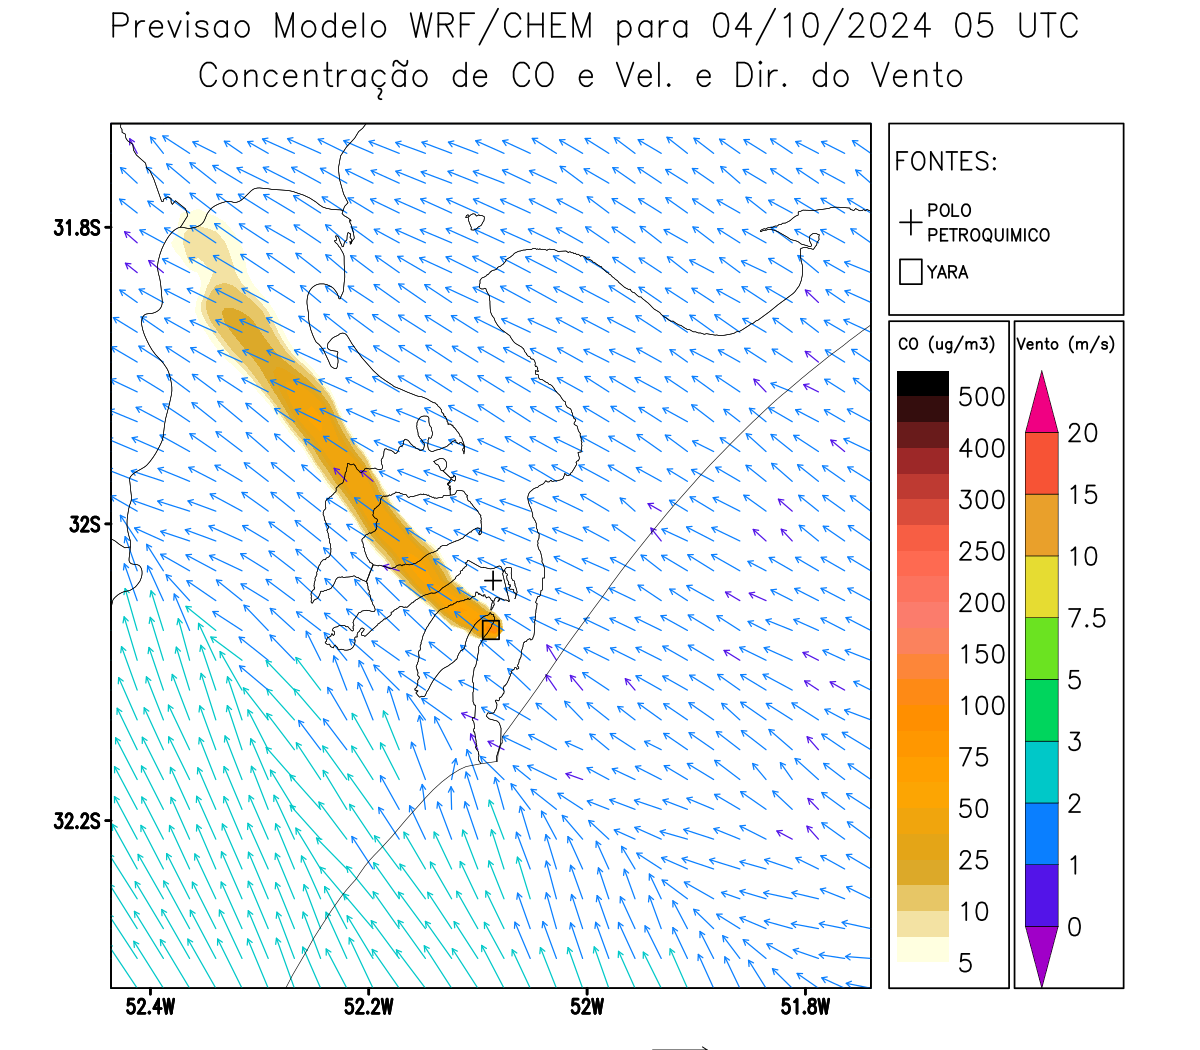 Previsao Modelo WRF/CHEM para 04/10/2024 05 UTC
Concentração de CO e Vel. e Dir. do Vento
FONTES:
POLO
PETROQUIMICO
YARA
CO (ug/m3)
500
400
300
250
200
150
100
75
50
25
10
5
Vento (m/s)
20
15
10
7.5
5
3
2
1
0
31.8S
32S
32.2S
52.4W
52.2W
52W
51.8W